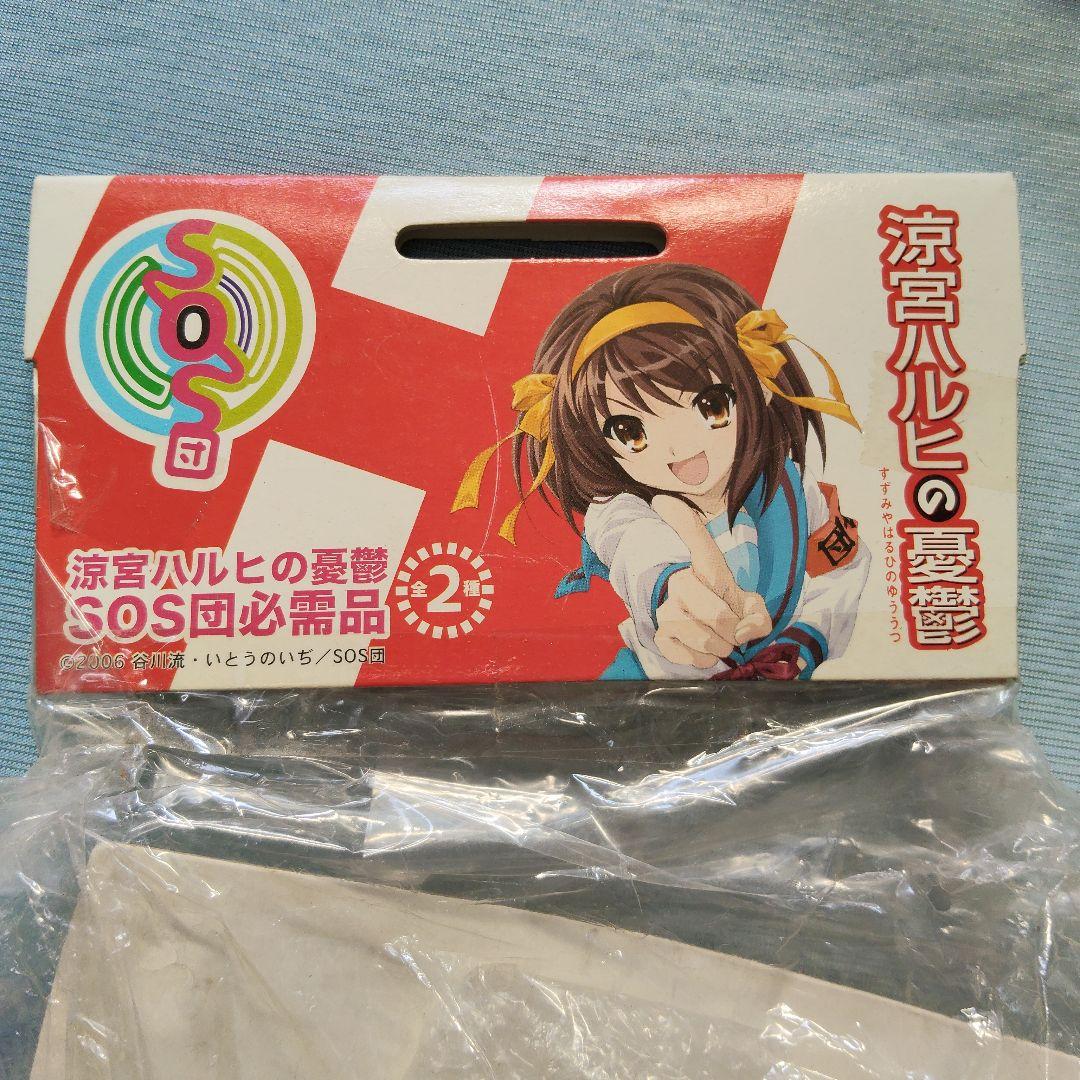 SOS団
涼宮ハルヒの憂鬱
SOS団必需品
全2種
©2006 谷川流・いとうのいぢ／SOS団
団
涼宮ハルヒの憂鬱
すずみやはるひのゆううつ